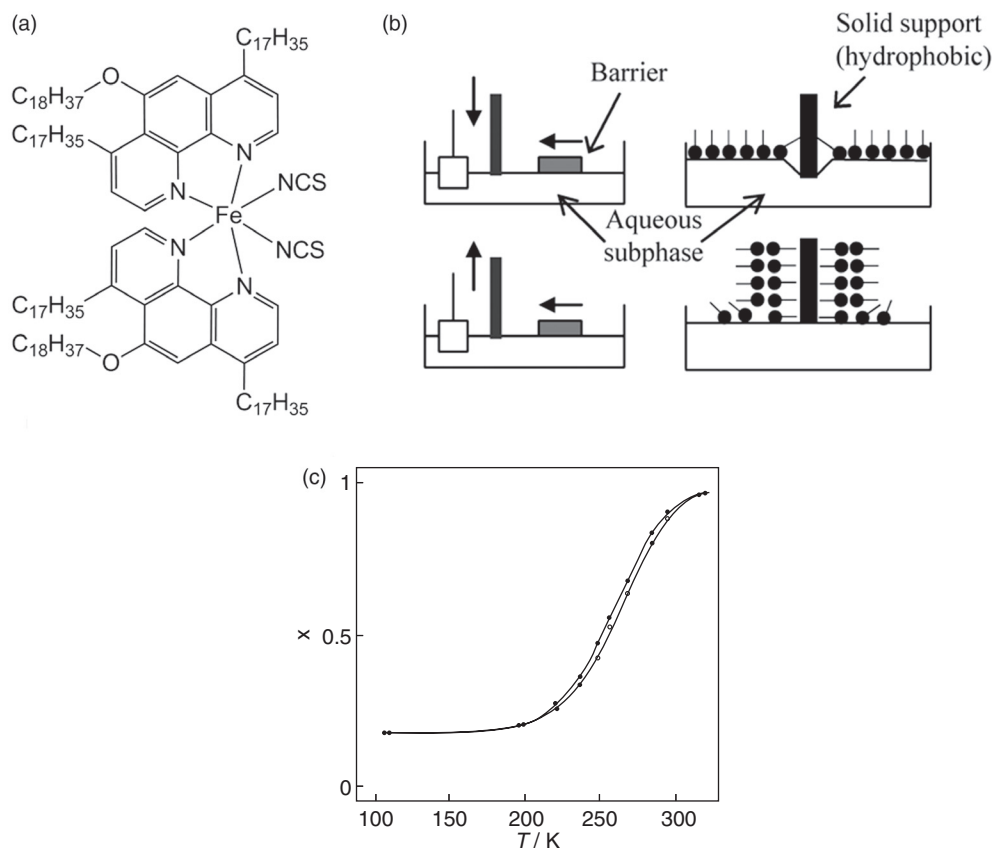 (a)
C₁₇H₃₅
O
C₁₈H₃₇
C₁₇H₃₅
N
N
NCS
Fe
NCS
N
N
C₁₇H₃₅
C₁₈H₃₇
O
C₁₇H₃₅
(b)
Barrier
Solid support
(hydrophobic)
Aqueous
subphase
(c)
1
0.5
0
x
100
150
200
250
300
T / K